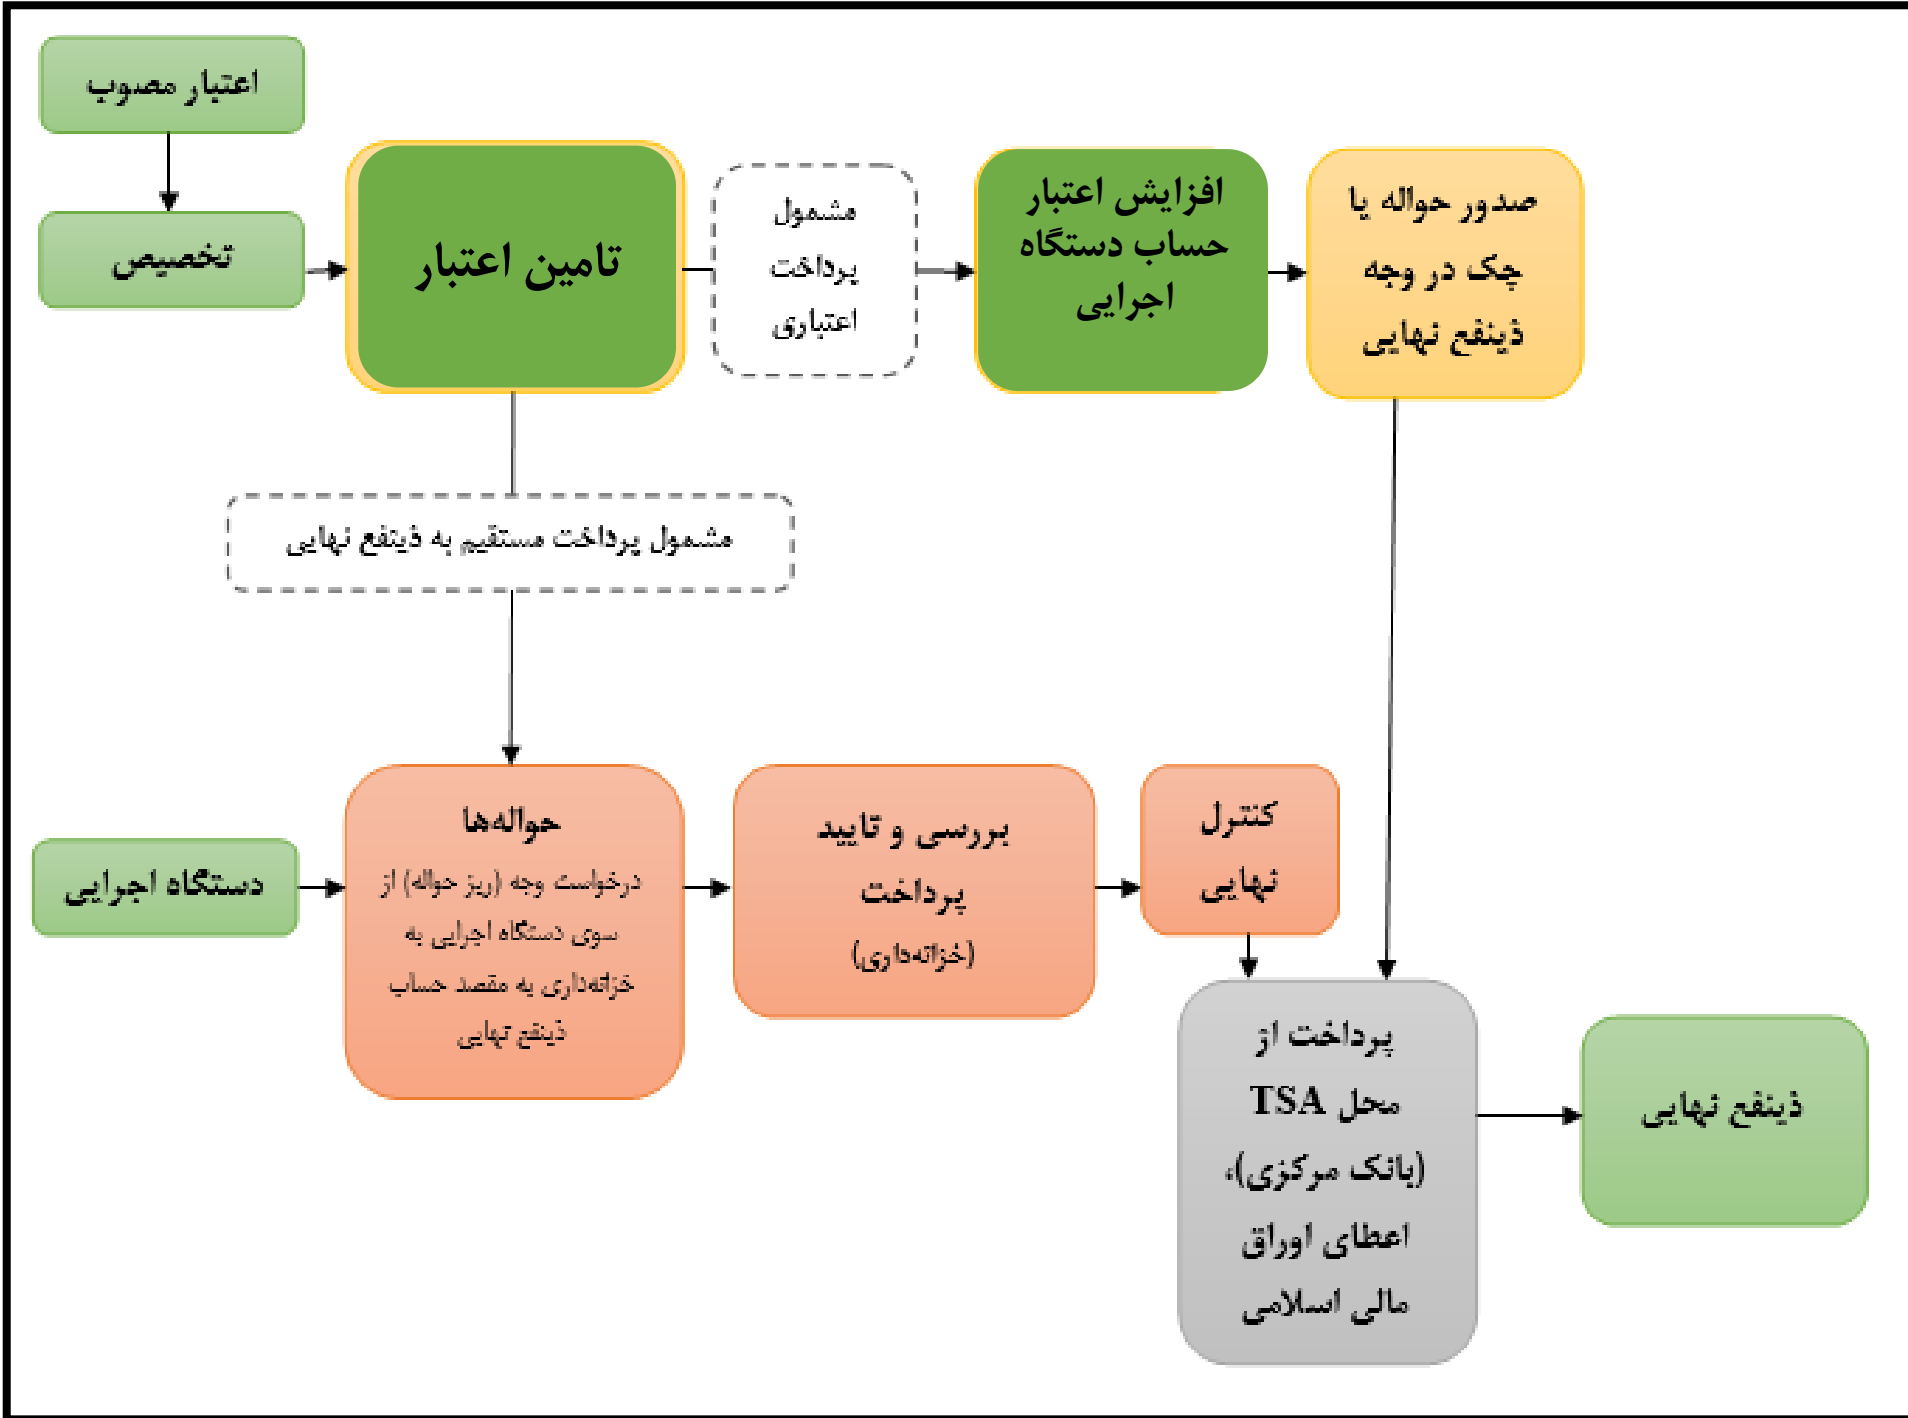 اعتبار مصوب
تخصیص
تامین اعتبار
مشمول
پرداخت
اعتباری
افزایش اعتبار
حساب دستگاه
اجرایی
صدور حواله یا
چک در وجه
ذینفع نهایی
مشمول پرداخت مستقیم به ذینفع نهایی
دستگاه اجرایی
حواله‌ها
درخواست وجه (ریز حواله) از
سوی دستگاه اجرایی به
خزانه‌داری به مقصد حساب
ذینفع نهایی
بررسی و تایید
پرداخت
(خزانه‌داری)
کنترل
نهایی
پرداخت از
محل TSA
(بانک مرکزی)،
اعطای اوراق
مالی اسلامی
ذینفع نهایی